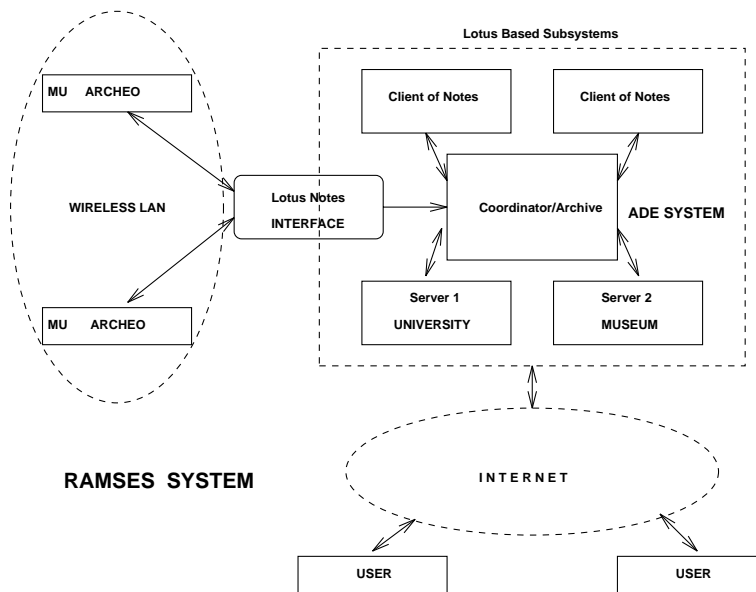 Lotus Based Subsystems
MU ARCHEO
Client of Notes
Client of Notes
WIRELESS LAN
Lotus Notes
INTERFACE
Coordinator/Archive
ADE SYSTEM
MU ARCHEO
Server 1
UNIVERSITY
Server 2
MUSEUM
RAMSES SYSTEM
INTERNET
USER
USER